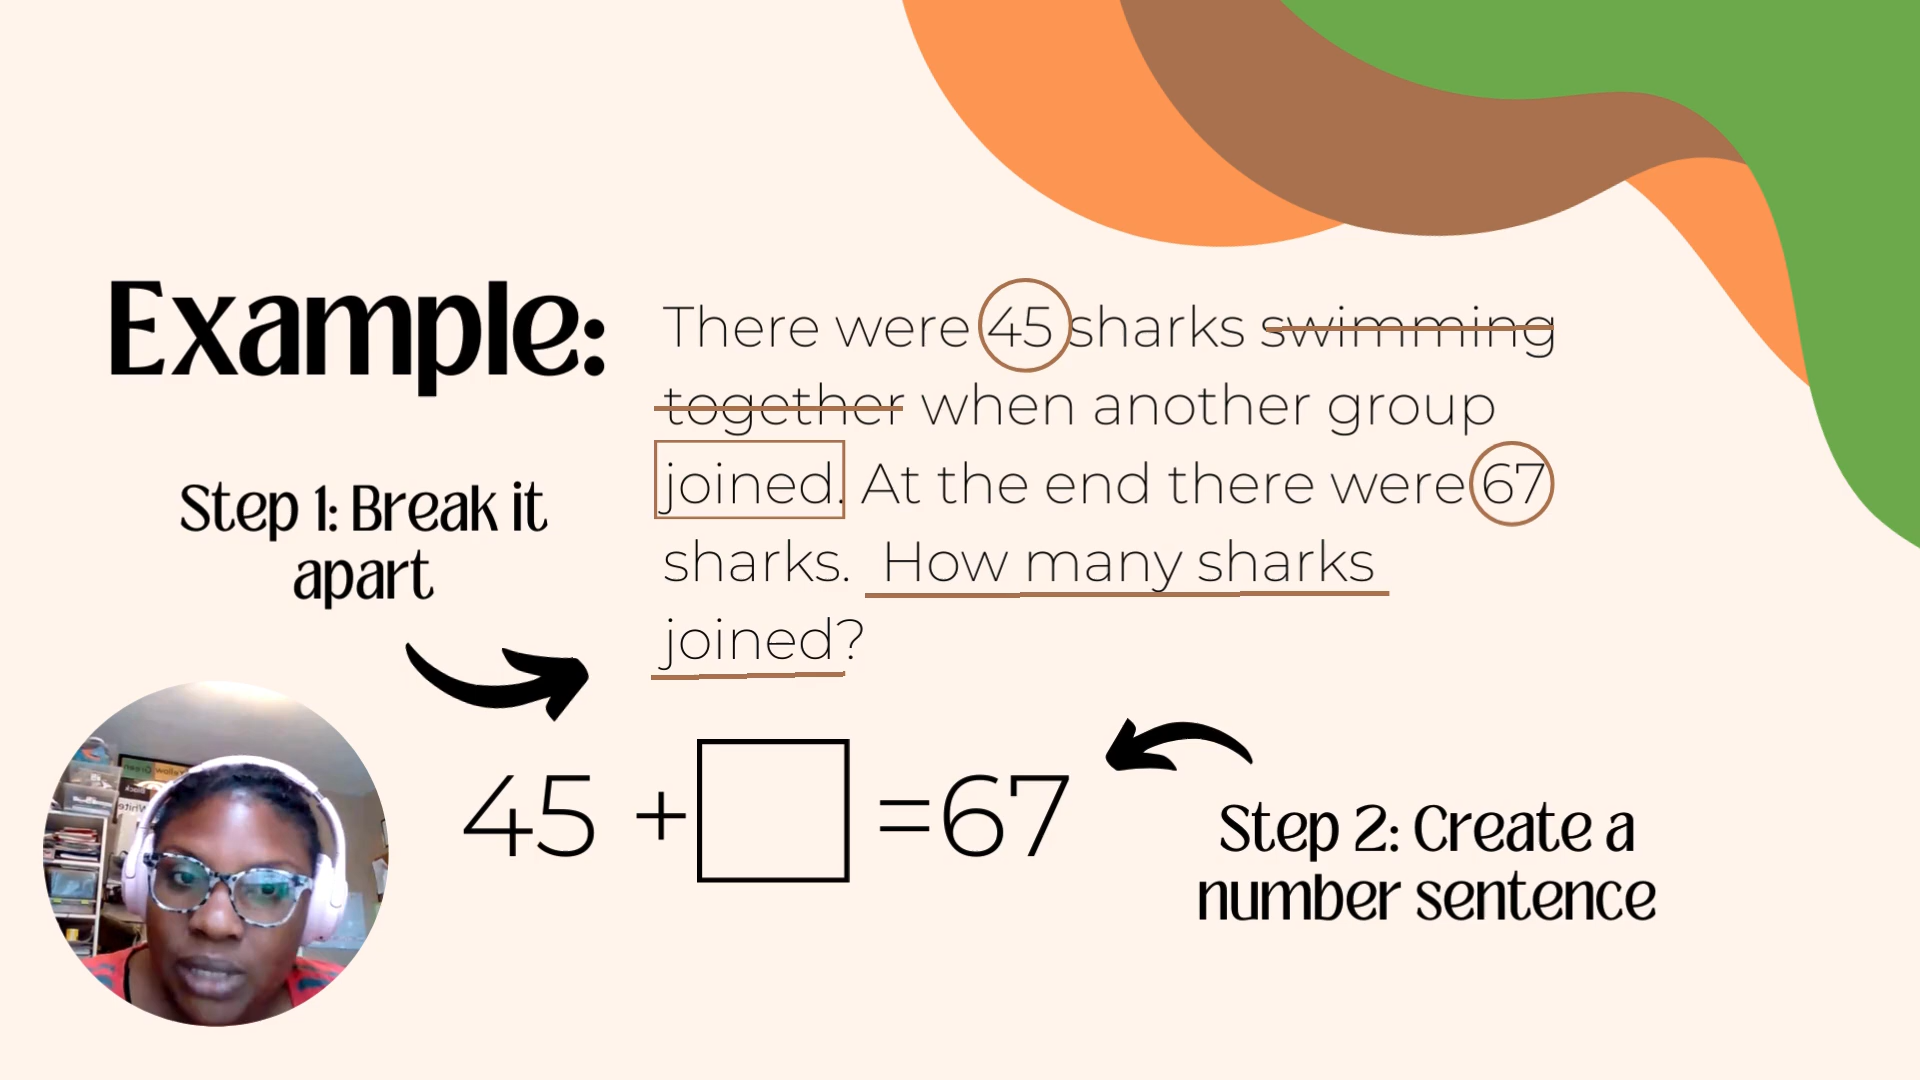 Example:
There were 45 sharks swimming
together when another group
joined. At the end there were 67
sharks. How many sharks
joined?
Step 1: Break it
apart
45 + =67
Step 2: Create a
number sentence